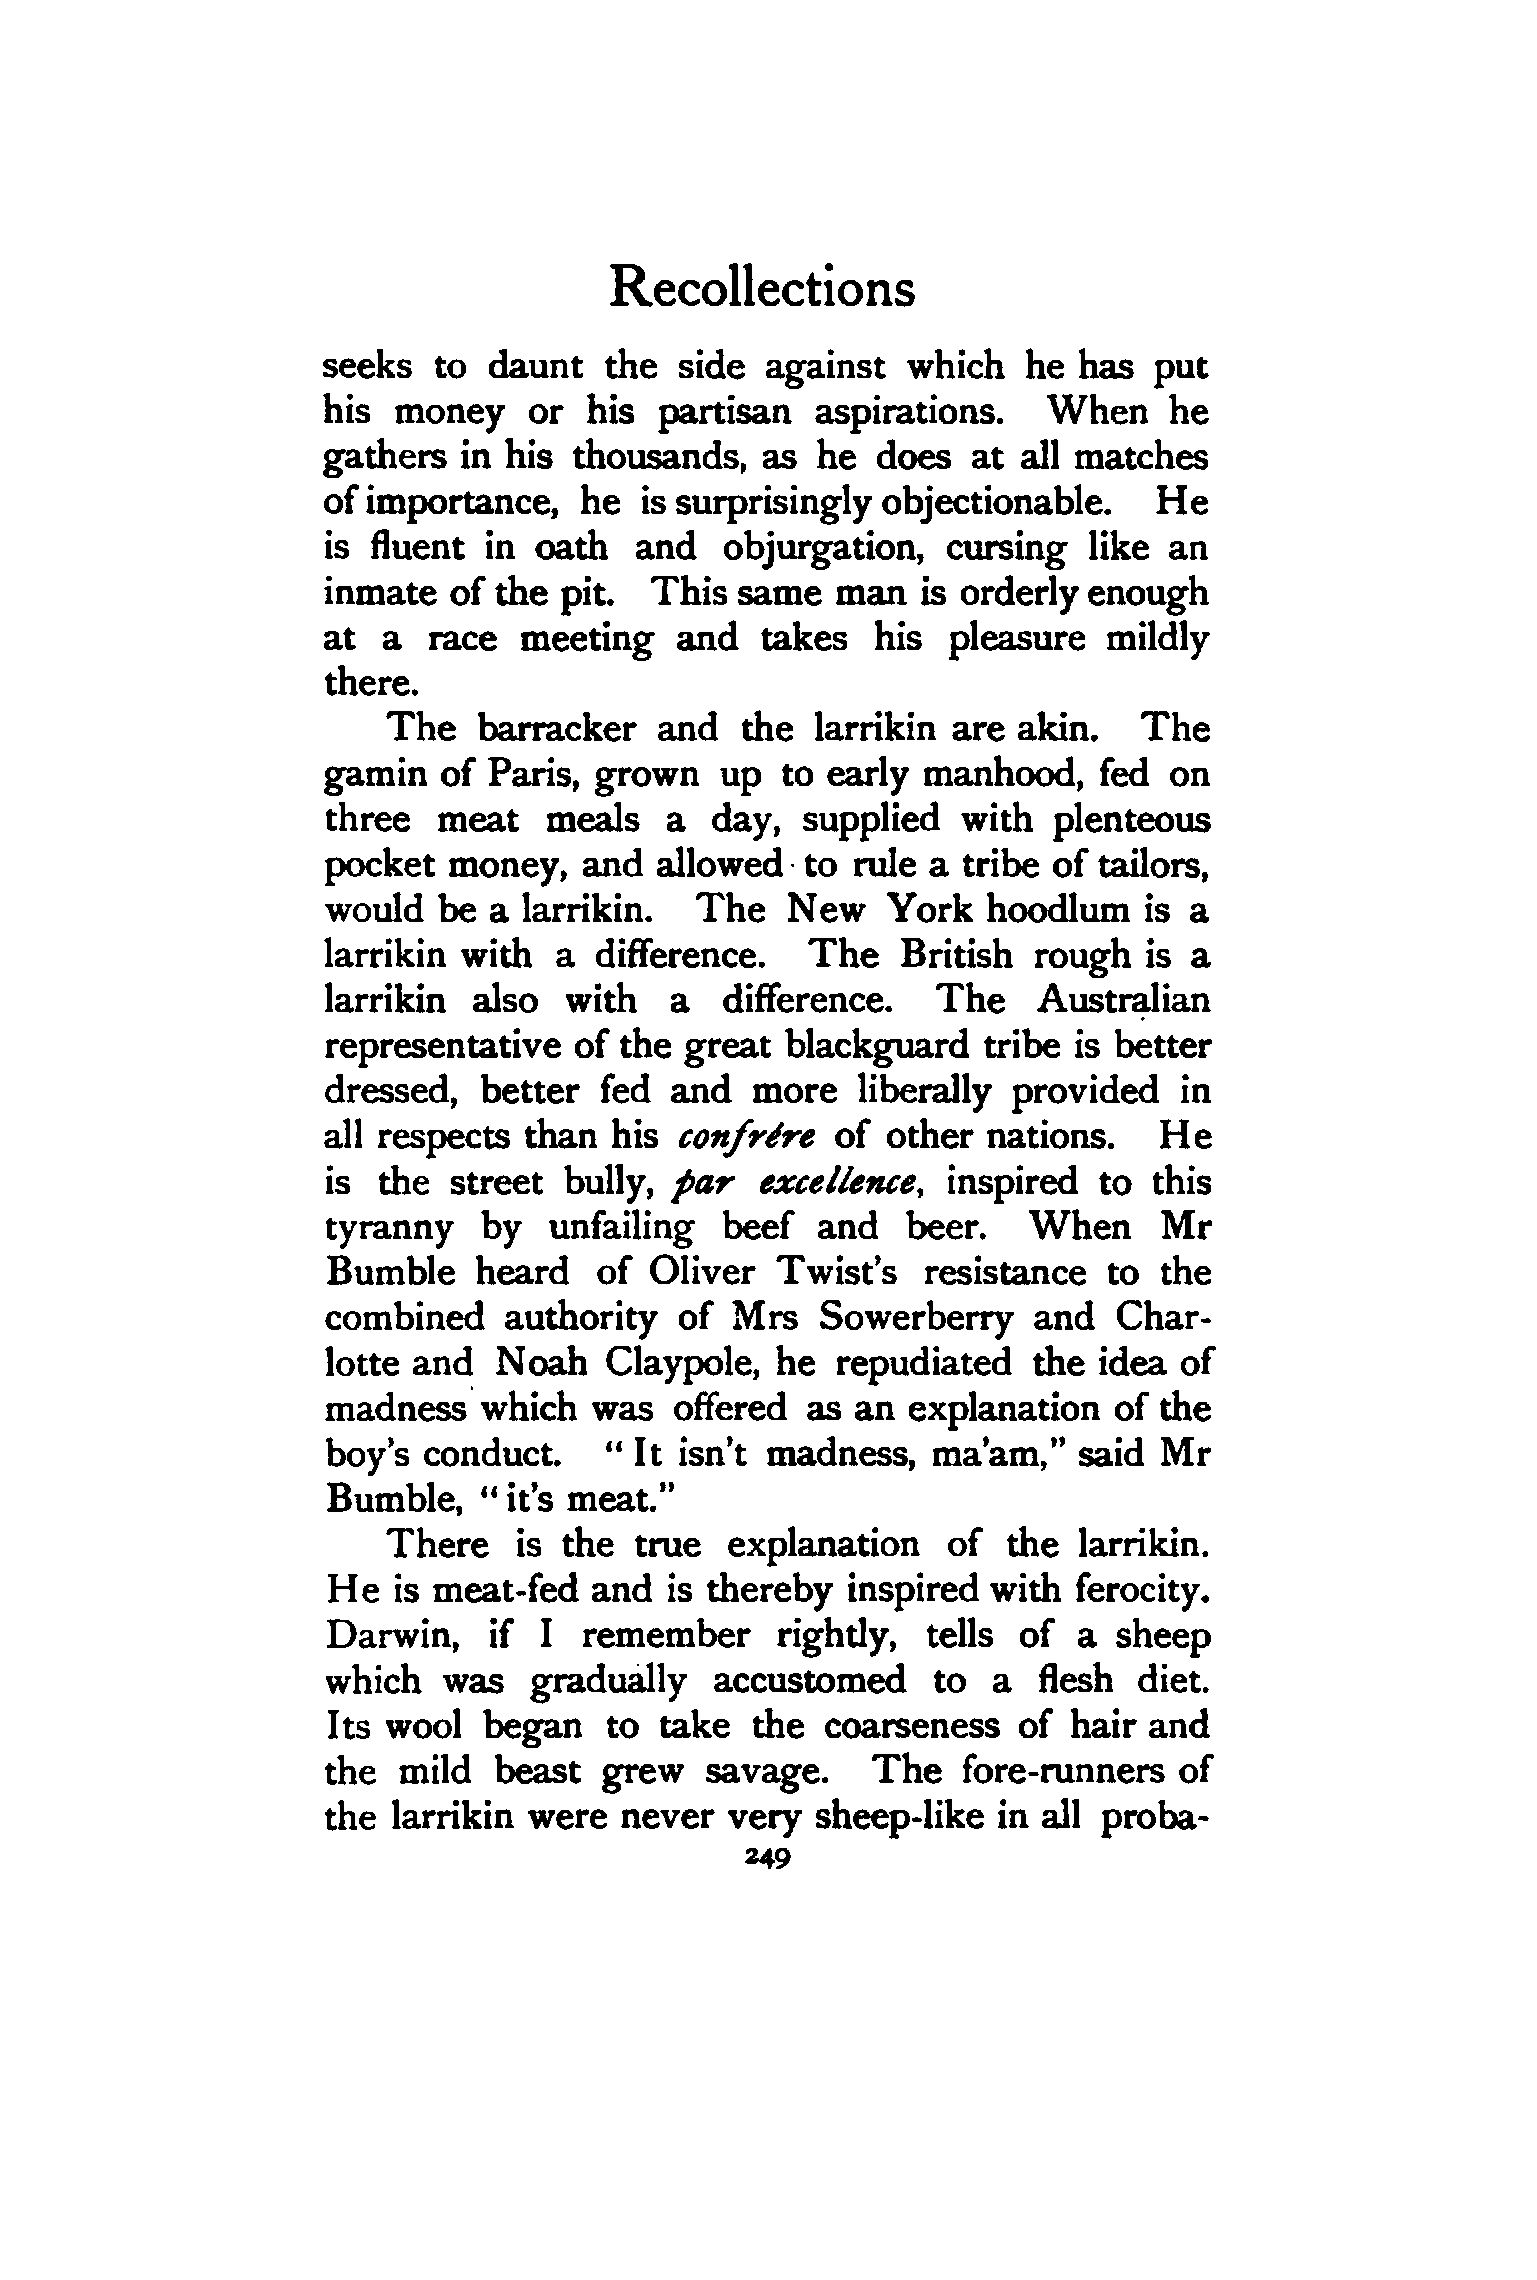 Recollections
seeks to daunt the side against which he has put
his money or his partisan aspirations. When he
gathers in his thousands, as he does at all matches
of importance, he is surprisingly objectionable. He
is fluent in oath and objurgation, cursing like an
inmate of the pit. This same man is orderly enough
at a race meeting and takes his pleasure mildly
there.
The barracker and the larrikin are akin. The
gamin of Paris, grown up to early manhood, fed on
three meat meals a day, supplied with plenteous
pocket money, and allowed to rule a tribe of tailors,
would be a larrikin. The New York hoodlum is a
larrikin with a difference. The British rough is a
larrikin also with a difference. The Australian
representative of the great blackguard tribe is better
dressed, better fed and more liberally provided in
all respects than his confrére of other nations. He
is the street bully, par excellence, inspired to this
tyranny by unfailing beef and beer. When Mr
Bumble heard of Oliver Twist's resistance to the
combined authority of Mrs Sowerberry and Char-
lotte and Noah Claypole, he repudiated the idea of
madness which was offered as an explanation of the
boy's conduct. "It isn't madness, ma'am," said Mr
Bumble, "it's meat."
There is the true explanation of the larrikin.
He is meat-fed and is thereby inspired with ferocity.
Darwin, if I remember rightly, tells of a sheep
which was gradually accustomed to a flesh diet.
Its wool began to take the coarseness of hair and
the mild beast grew savage. The fore-runners of
the larrikin were never very sheep-like in all proba-
249